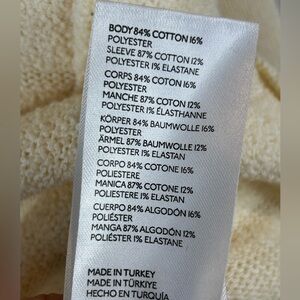 BODY 84% COTTON 16%
POLYESTER
SLEEVE 87% COTTON 12%
POLYESTER 1% ELASTANE
CORPS 84% COTON 16%
POLYESTER
MANCHE 87% COTON 12%
POLYESTER 1% ÉLASTHANNE
KÖRPER 84% BAUMWOLLE 16%
POLYESTER
ÄRMEL 87% BAUMWOLLE 12%
POLYESTER 1% ELASTAN
CORPO 84% COTONE 16%
POLIESTERE
MANICA 87% COTONE 12%
POLIESTERE 1% ELASTAN
CUERPO 84% ALGODÓN 16%
POLIÉSTER
MANGA 87% ALGODÓN 12%
POLIÉSTER 1% ELASTANE
MADE IN TURKEY
MADE IN TÜRKIYE
HECHO EN TURQUÍA